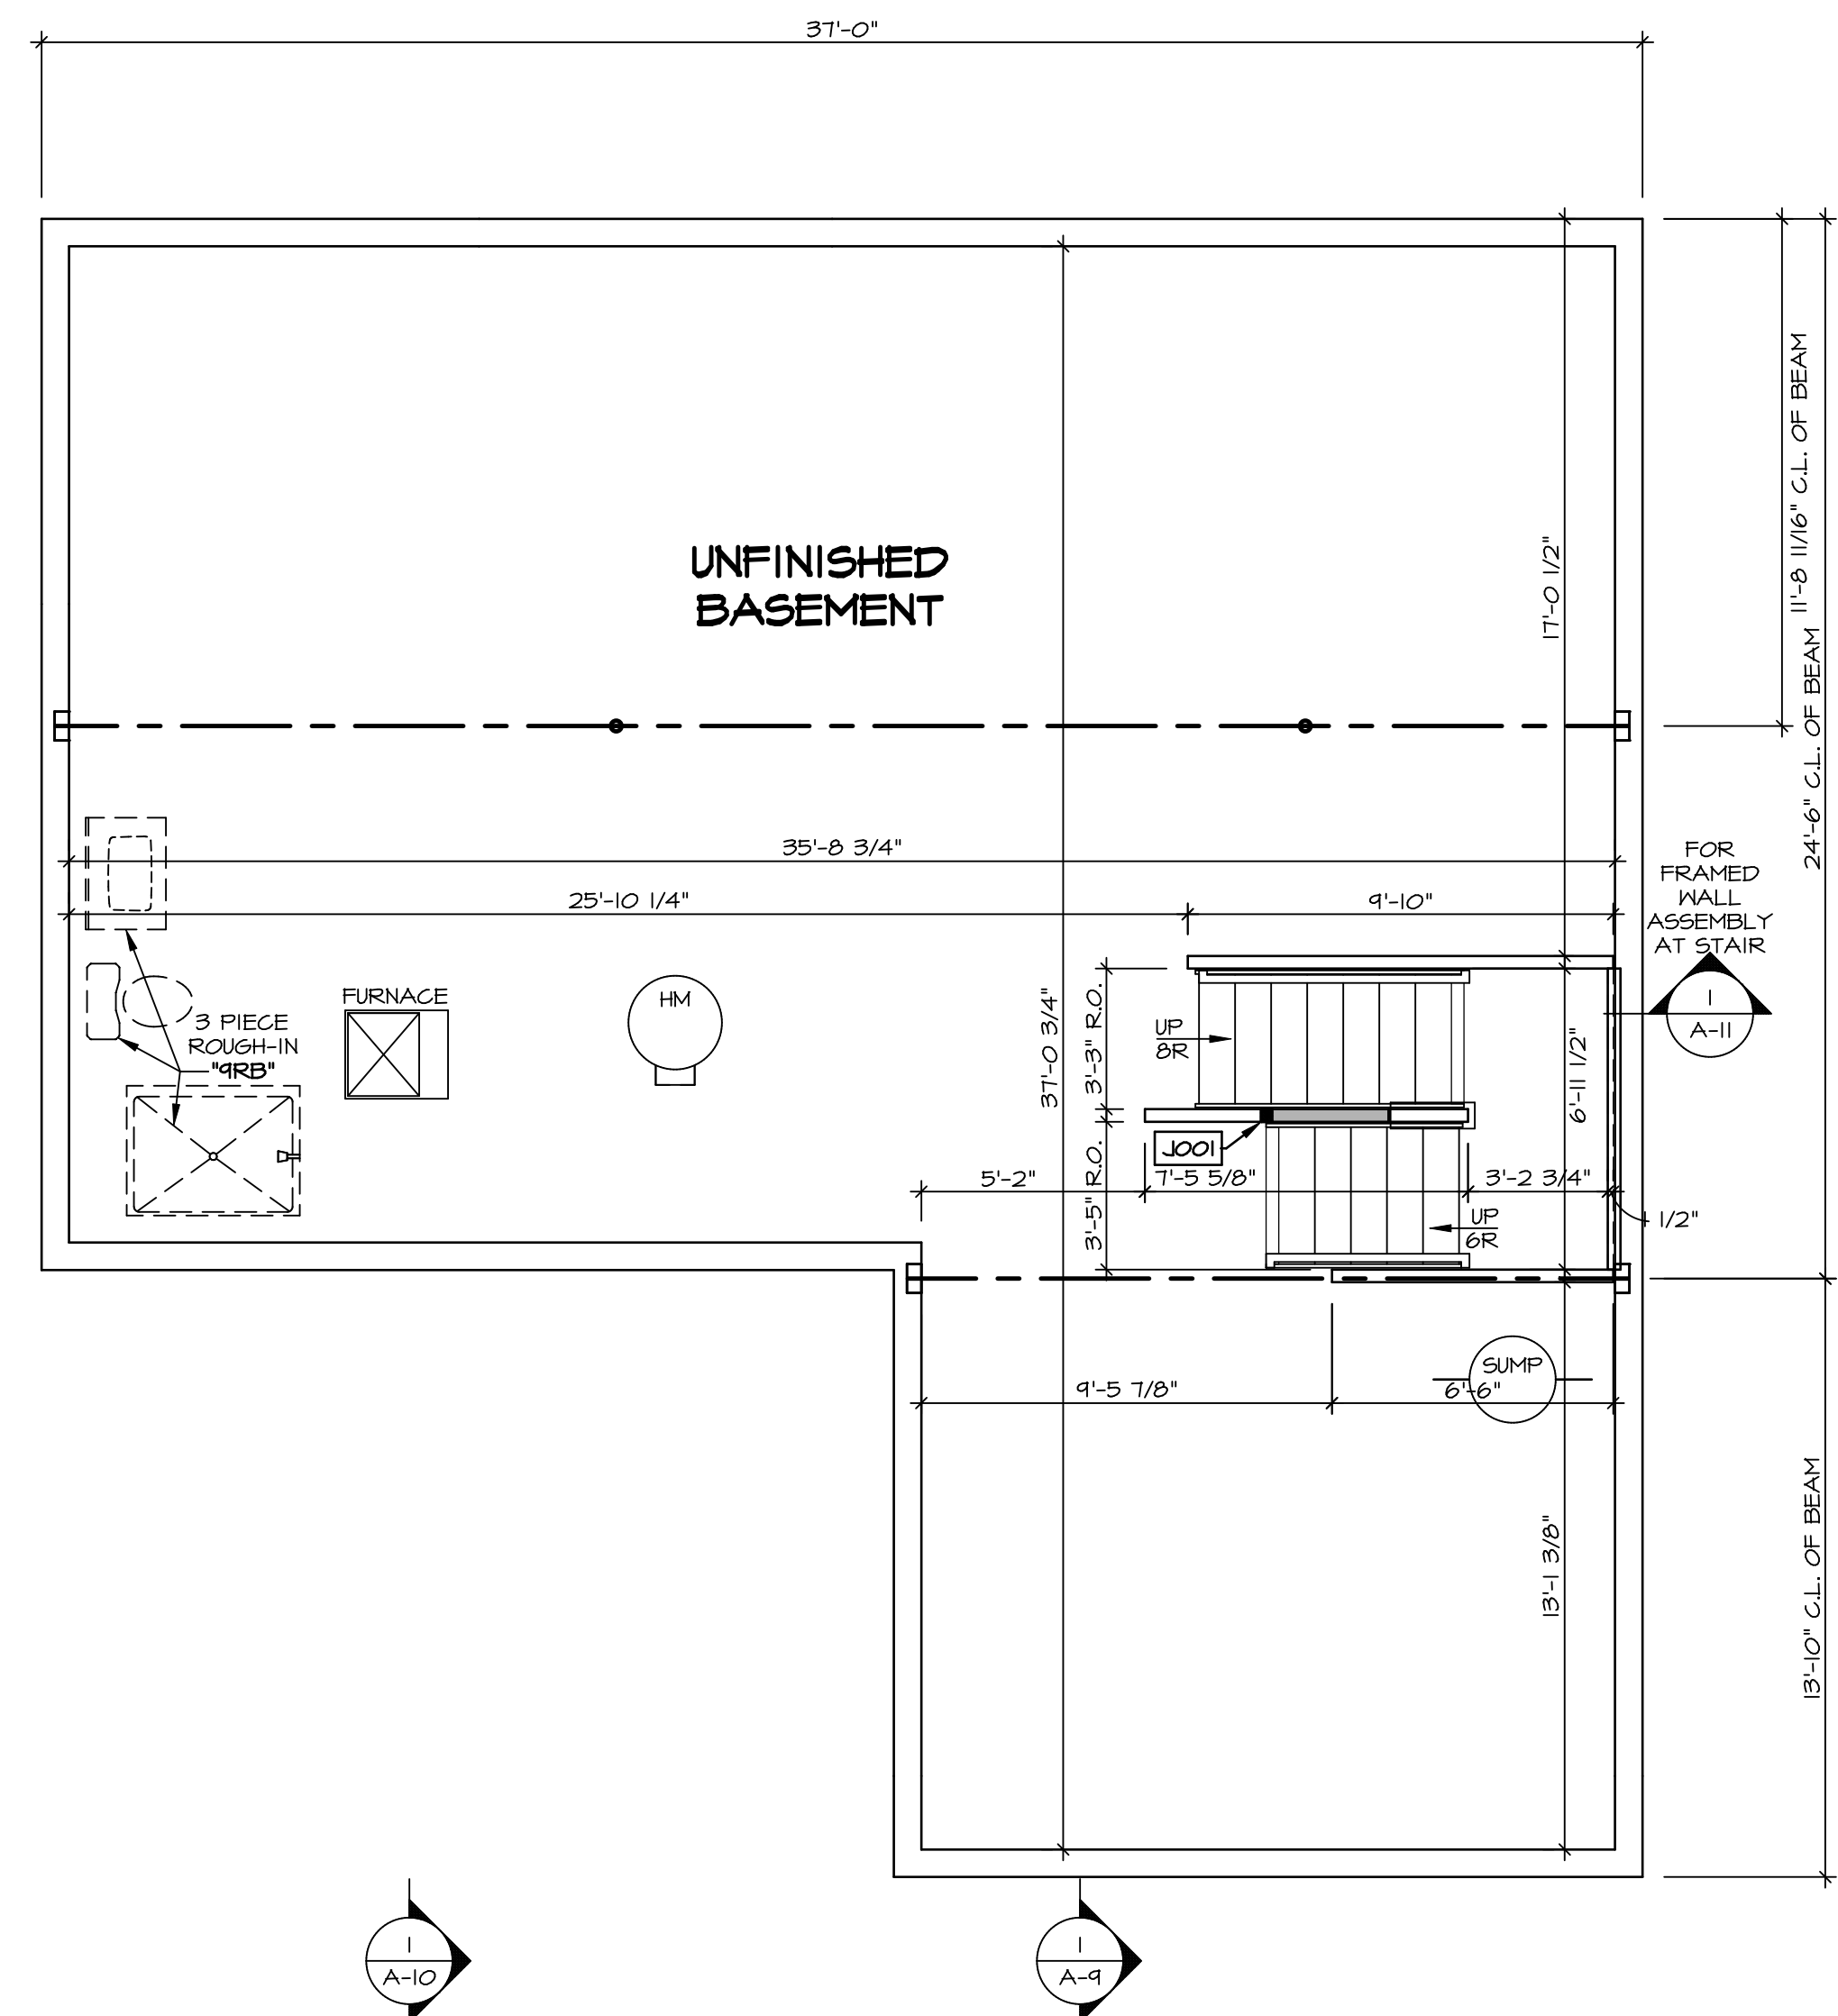 37'-0"
11'-8 11/16" C.L. OF BEAM
17'-0 1/2"
UNFINISHED
BASEMENT
24'-6" C.L. OF BEAM
35'-8 3/4"
25'-10 1/4"
9'-10"
FOR
FRAMED
WALL
ASSEMBLY
AT STAIR
1
A-11
FURNACE
HW
3 PIECE
ROUGH-IN
"9RB"
37'-0 3/4"
3'-3" R.O.
UP
8R
6'-11 1/2"
J001
3'-5" R.O.
5'-2"
7'-5 5/8"
3'-2 3/4"
1/2"
UP
6R
SUMP
9'-5 7/8"
6'-6"
13'-1 3/8"
13'-10" C.L. OF BEAM
1
A-10
1
A-9